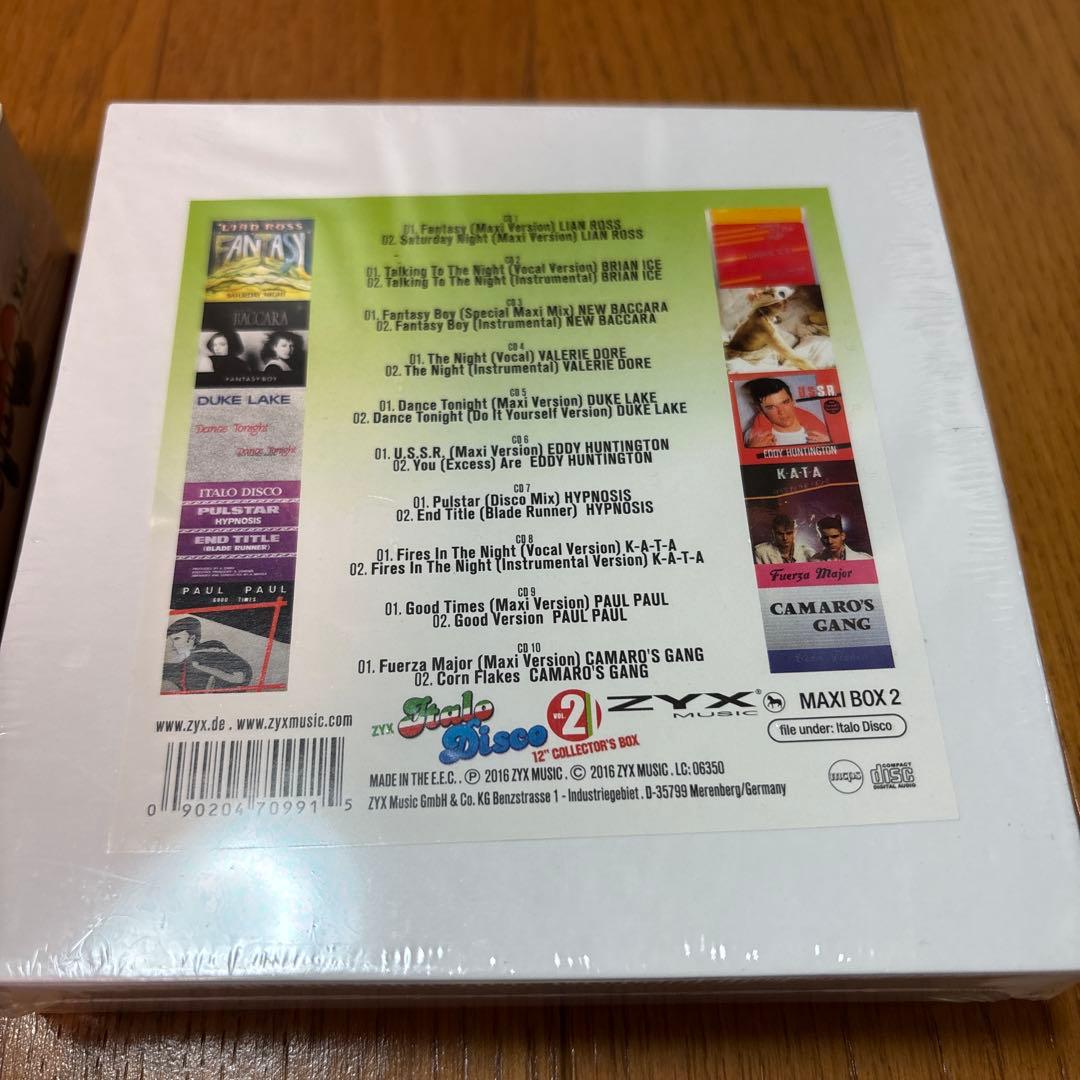 LIAN ROSS
FANTASY
SATURDAY NIGHT
BACCARA
FANTASY BOY
DUKE LAKE
Dance Tonight
Dance Tonight
ITALO DISCO
PULSTAR
HYPNOSIS
END TITLE
(BLADE RUNNER)
PAUL PAUL
GOOD TIMES
CD 1
01. Fantasy (Maxi Version) LIAN ROSS
02. Saturday Night (Maxi Version) LIAN ROSS
CD 2
01. Talking To The Night (Vocal Version) BRIAN ICE
02. Talking To The Night (Instrumental) BRIAN ICE
CD 3
01. Fantasy Boy (Special Maxi Mix) NEW BACCARA
02. Fantasy Boy (Instrumental) NEW BACCARA
CD 4
01. The Night (Vocal) VALERIE DORE
02. The Night (Instrumental) VALERIE DORE
CD 5
01. Dance Tonight (Maxi Version) DUKE LAKE
02. Dance Tonight (Do It Yourself Version) DUKE LAKE
CD 6
01. U.S.S.R. (Maxi Version) EDDY HUNTINGTON
02. You (Excess) Are EDDY HUNTINGTON
CD 7
01. Pulstar (Disco Mix) HYPNOSIS
02. End Title (Blade Runner) HYPNOSIS
CD 8
01. Fires In The Night (Vocal Version) K-A-T-A
02. Fires In The Night (Instrumental Version) K-A-T-A
CD 9
01. Good Times (Maxi Version) PAUL PAUL
02. Good Version PAUL PAUL
CD 10
01. Fuerza Major (Maxi Version) CAMARO'S GANG
02. Corn Flakes CAMARO'S GANG
U.S.S.R.
EDDY HUNTINGTON
K-A-T-A
Fuerza Major
CAMARO'S
GANG
www.zyx.de . www.zyxmusic.com
0 90204 70991 5
ZYX Italo Disco
VOL. 2
12" COLLECTOR'S BOX
ZYX®
MUSIC
MAXI BOX 2
file under: Italo Disco
MADE IN THE E.E.C. . ℗ 2016 ZYX MUSIC . © 2016 ZYX MUSIC . LC: 06350
ZYX Music GmbH & Co. KG Benzstrasse 1 - Industriegebiet . D-35799 Merenberg/Germany
mcps
COMPACT
disc
DIGITAL AUDIO